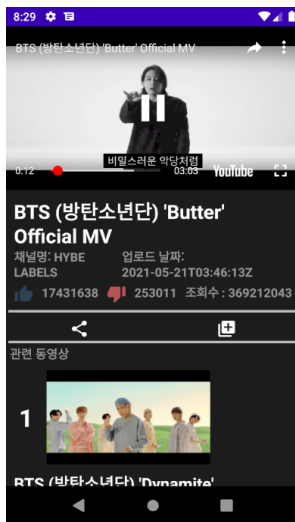 8:29
BTS (방탄소년단) 'Butter' Official MV
비밀스러운 악당처럼
0:12
03:03
YouTube
BTS (방탄소년단) 'Butter'
Official MV
채널명: HYBE
LABELS
업로드 날짜:
2021-05-21T03:46:13Z
17431638
253011
조회수 : 369212043
관련 동영상
1
BTS (방탄소년단) 'Dynamite'